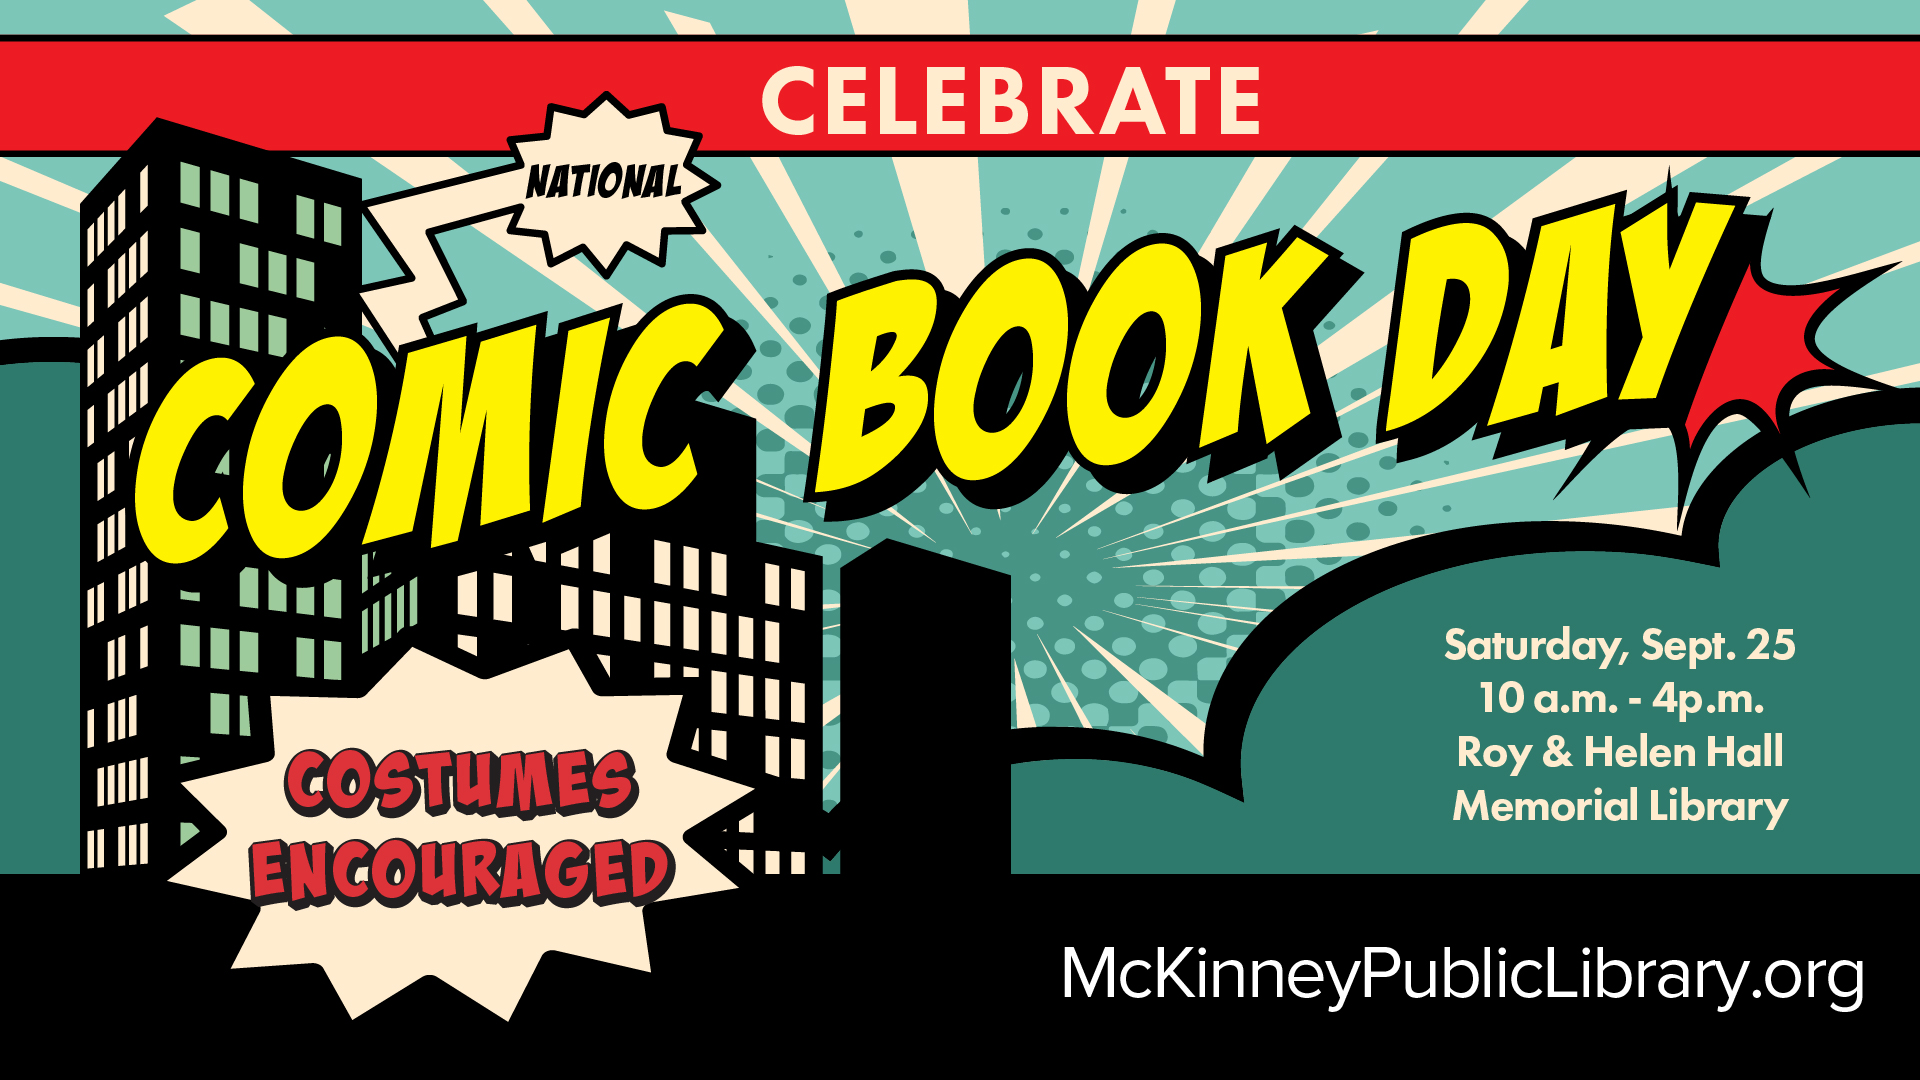 CELEBRATE
NATIONAL
COMIC BOOK DAY
Saturday, Sept. 25
10 a.m. - 4p.m.
Roy & Helen Hall
Memorial Library
COSTUMES
ENCOURAGED
McKinneyPublicLibrary.org